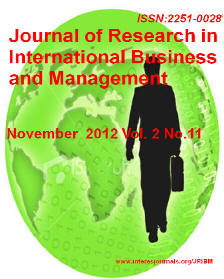 ISSN:2251-0028
Journal of Research in
International Business
and Management
November 2012 Vol. 2 No.11
www.interesjournals.org/JRIBM